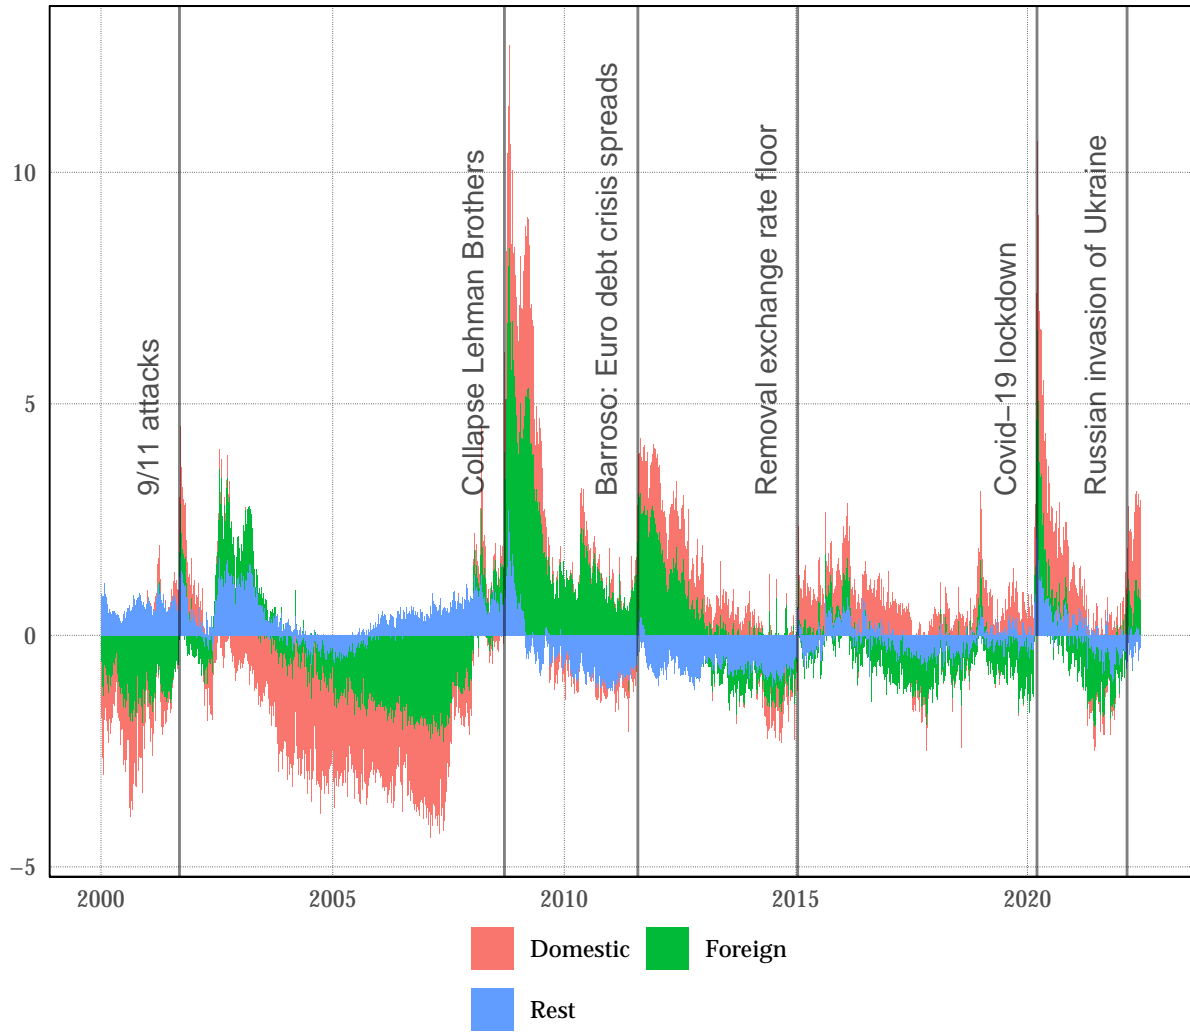 10
5
0
−5
9/11 attacks
Collapse Lehman Brothers
Barroso: Euro debt crisis spreads
Removal exchange rate floor
Covid−19 lockdown
Russian invasion of Ukraine
2000 2005 2010 2015 2020
Domestic Foreign
Rest